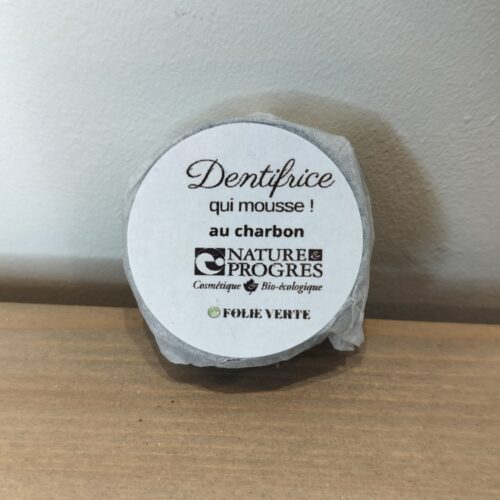 Dentifrice
qui mousse !
au charbon
NATURE &
PROGRES
Cosmétique Bio-écologique
FOLIE VERTE